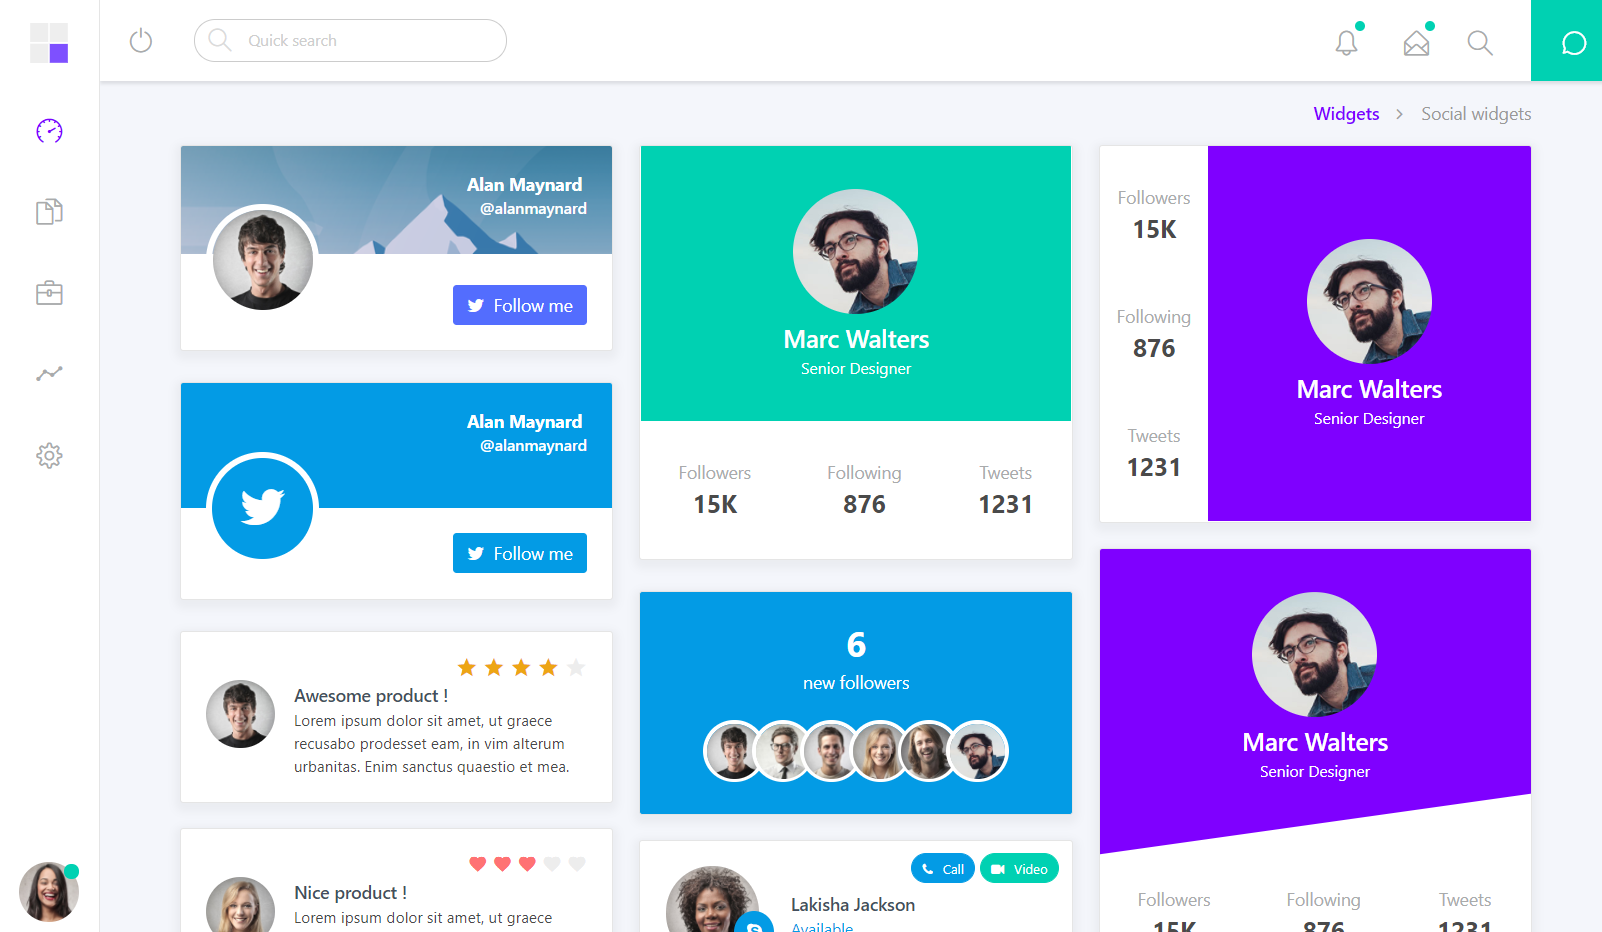 Quick search
Widgets
Social widgets
Alan Maynard
@alanmaynard
Follow me
Alan Maynard
@alanmaynard
Follow me
Awesome product !
Lorem ipsum dolor sit amet, ut graece
recusabo prodesset eam, in vim alterum
urbanitas. Enim sanctus quaestio et mea.
Nice product !
Lorem ipsum dolor sit amet, ut graece
Marc Walters
Senior Designer
Followers
15K
Following
876
Tweets
1231
6
new followers
Call
Video
Lakisha Jackson
Available
Followers
15K
Following
876
Tweets
1231
Marc Walters
Senior Designer
Marc Walters
Senior Designer
Followers
15K
Following
876
Tweets
1231